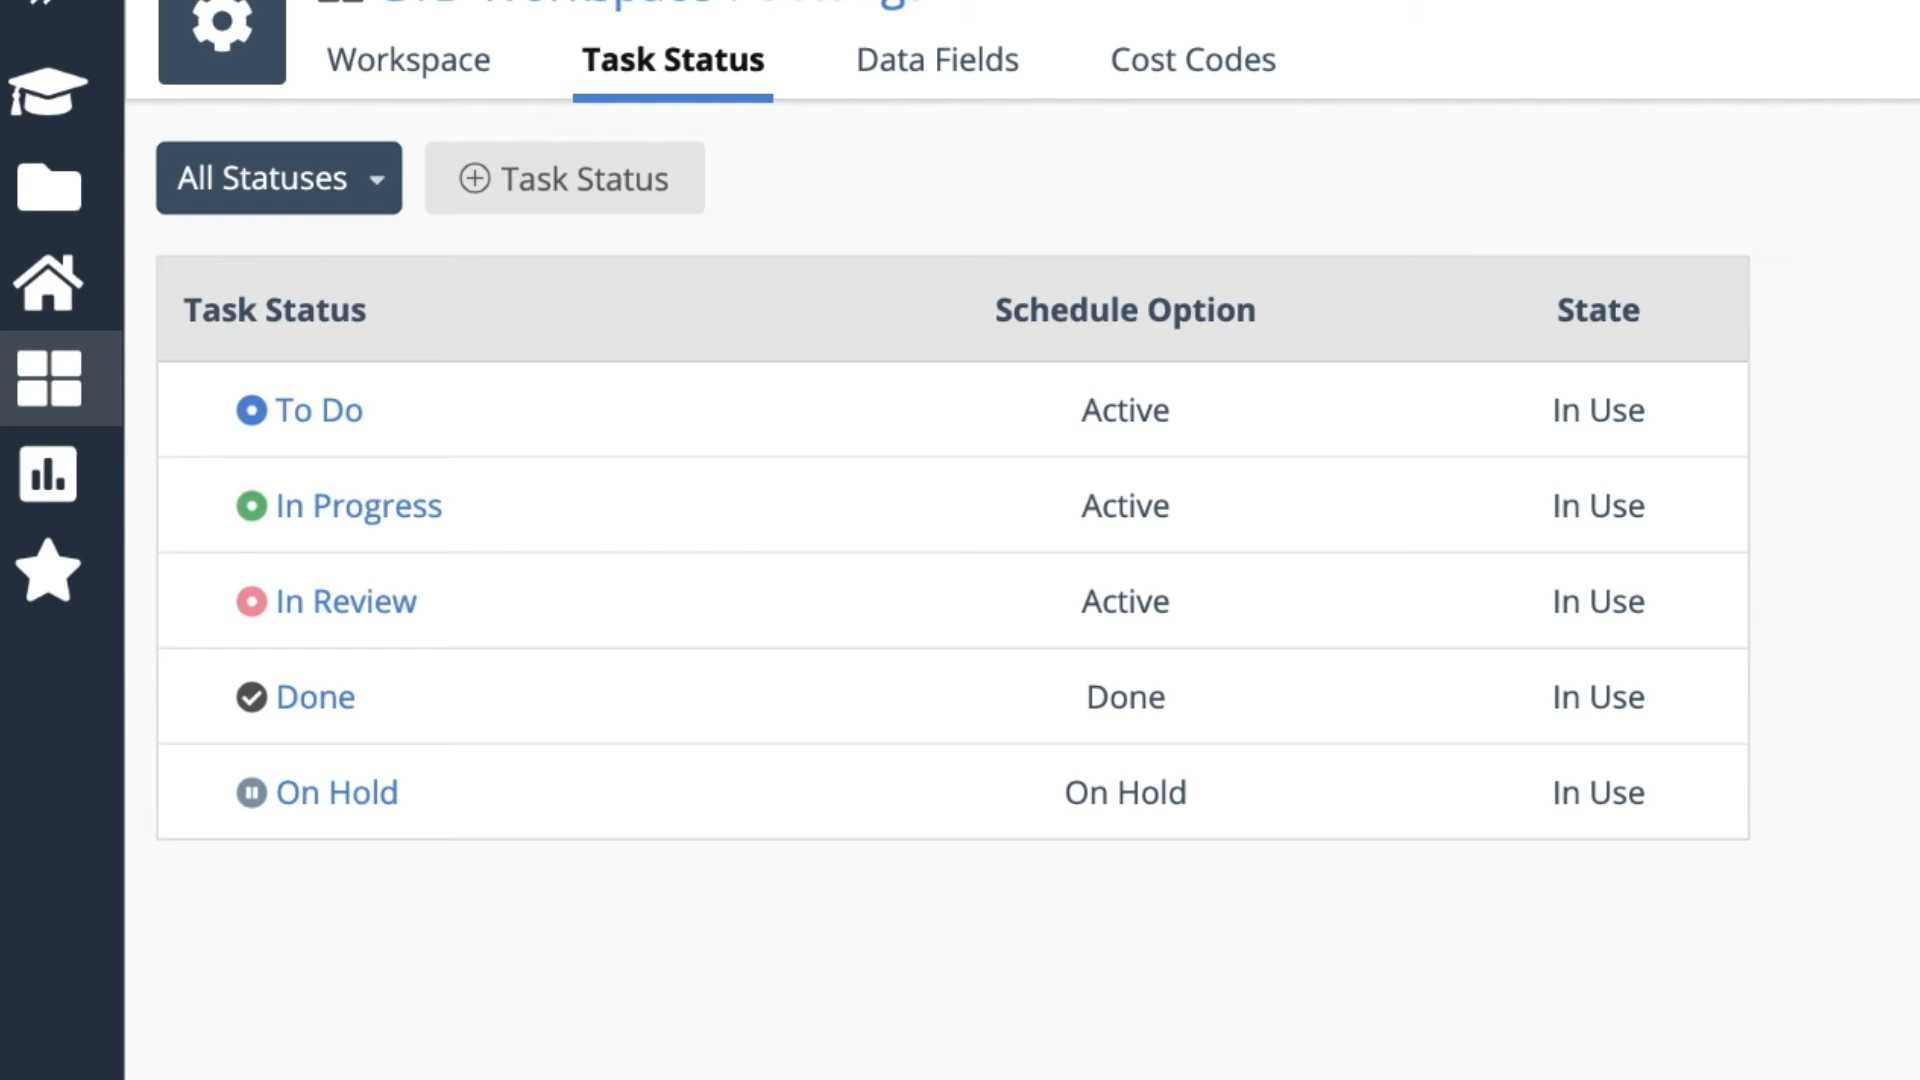 Workspace Task Status Data Fields Cost Codes
All Statuses Task Status
Task Status Schedule Option State
To Do Active In Use
In Progress Active In Use
In Review Active In Use
Done Done In Use
On Hold On Hold In Use